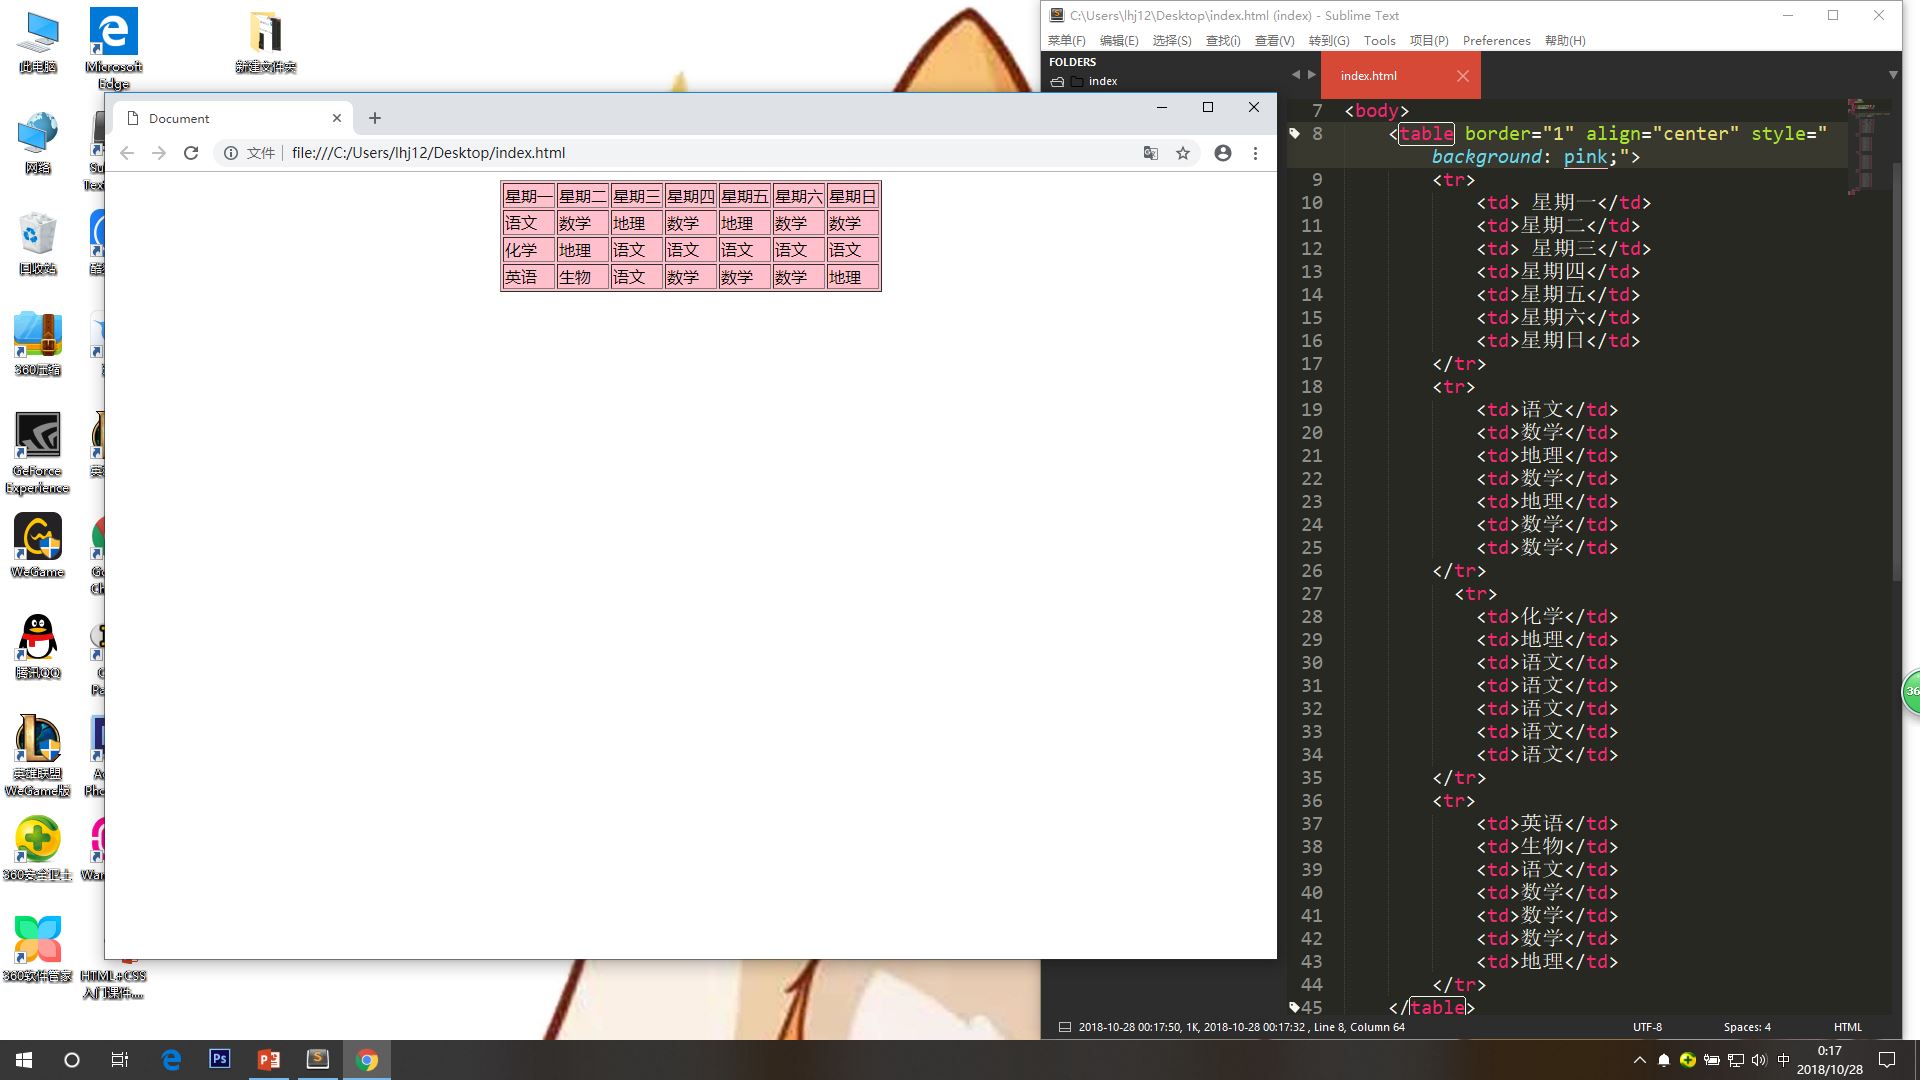 此电脑
Microsoft
Edge
新建文件夹
网络
回收站
360压缩
GeForce
Experience
WeGame
腾讯QQ
英雄联盟
WeGame版
360安全卫士
360软件管家
HTML+CSS
入门课件....
Document
文件
file:///C:/Users/lhj12/Desktop/index.html
星期一 星期二 星期三 星期四 星期五 星期六 星期日
语文 数学 地理 数学 地理 数学 数学
化学 地理 语文 语文 语文 语文 语文
英语 生物 语文 数学 数学 数学 地理
C:\Users\lhj12\Desktop\index.html (index) - Sublime Text
菜单(F) 编辑(E) 选择(S) 查找(i) 查看(V) 转到(G) Tools 项目(P) Preferences 帮助(H)
FOLDERS
index
index.html
7 <body>
8 <table border="1" align="center" style="
background: pink;">
9 <tr>
10 <td> 星期一</td>
11 <td>星期二</td>
12 <td> 星期三</td>
13 <td>星期四</td>
14 <td>星期五</td>
15 <td>星期六</td>
16 <td>星期日</td>
17 </tr>
18 <tr>
19 <td>语文</td>
20 <td>数学</td>
21 <td>地理</td>
22 <td>数学</td>
23 <td>地理</td>
24 <td>数学</td>
25 <td>数学</td>
26 </tr>
27 <tr>
28 <td>化学</td>
29 <td>地理</td>
30 <td>语文</td>
31 <td>语文</td>
32 <td>语文</td>
33 <td>语文</td>
34 <td>语文</td>
35 </tr>
36 <tr>
37 <td>英语</td>
38 <td>生物</td>
39 <td>语文</td>
40 <td>数学</td>
41 <td>数学</td>
42 <td>数学</td>
43 <td>地理</td>
44 </tr>
45 </table>
2018-10-28 00:17:50, 1K, 2018-10-28 00:17:32 , Line 8, Column 64
UTF-8
Spaces: 4
HTML
36
Ps
中
0:17
2018/10/28